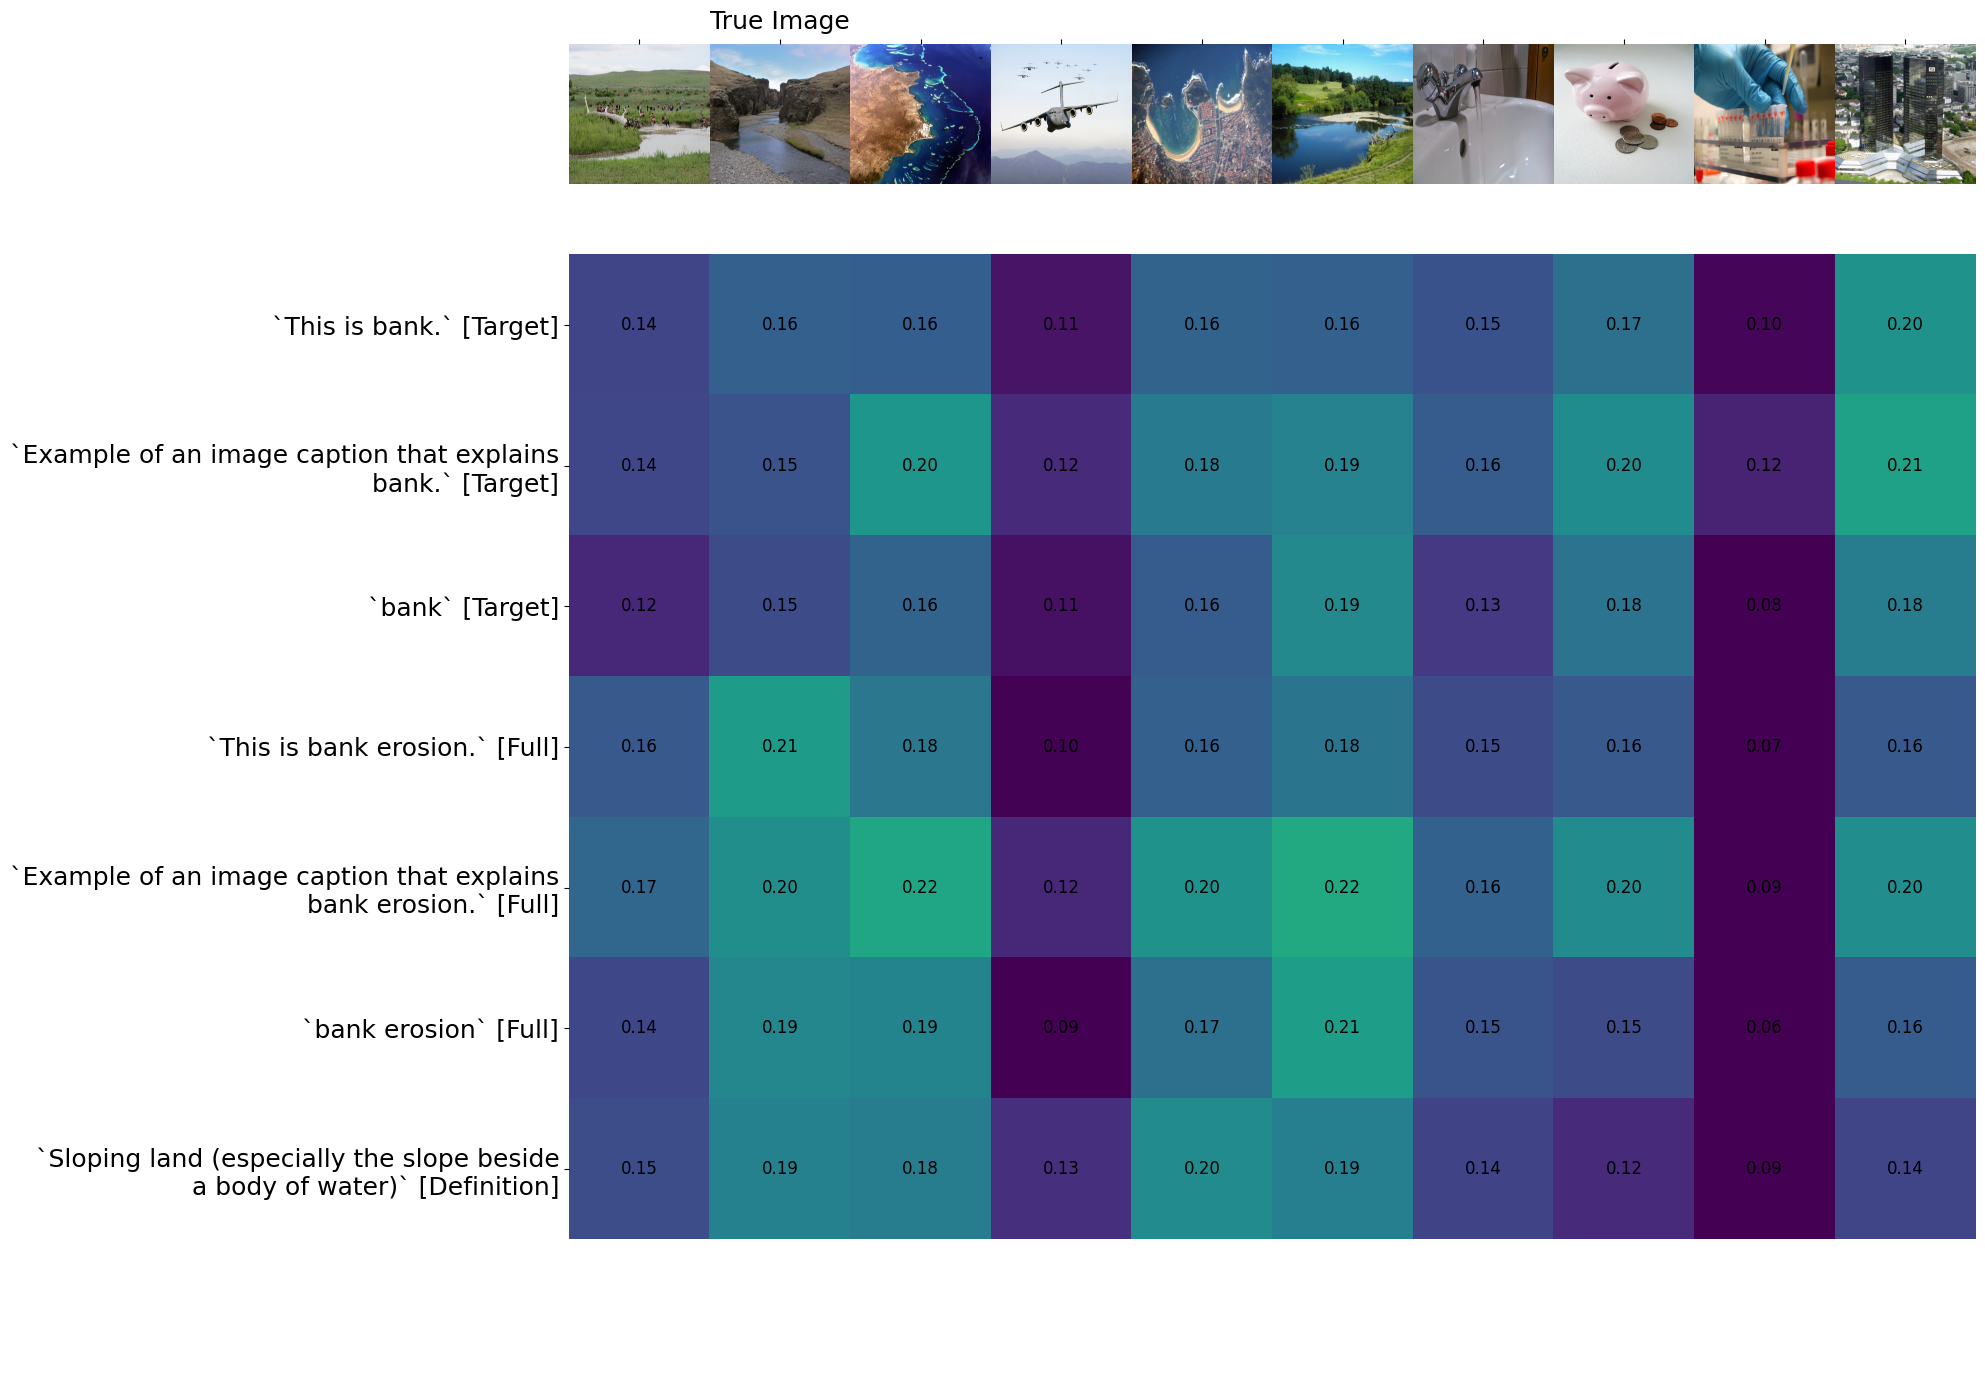 True Image
`This is bank.` [Target]
0.14 0.16 0.16 0.11 0.16 0.16 0.15 0.17 0.10 0.20
`Example of an image caption that explains
bank.` [Target]
0.14 0.15 0.20 0.12 0.18 0.19 0.16 0.20 0.12 0.21
`bank` [Target]
0.12 0.15 0.16 0.11 0.16 0.19 0.13 0.18 0.08 0.18
`This is bank erosion.` [Full]
0.16 0.21 0.18 0.10 0.16 0.18 0.15 0.16 0.07 0.16
`Example of an image caption that explains
bank erosion.` [Full]
0.17 0.20 0.22 0.12 0.20 0.22 0.16 0.20 0.09 0.20
`bank erosion` [Full]
0.14 0.19 0.19 0.09 0.17 0.21 0.15 0.15 0.06 0.16
`Sloping land (especially the slope beside
a body of water)` [Definition]
0.15 0.19 0.18 0.13 0.20 0.19 0.14 0.12 0.09 0.14